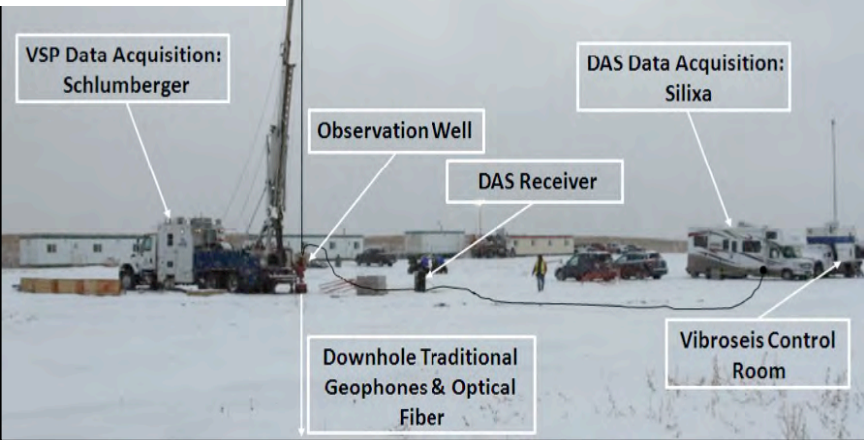 VSP Data Acquisition:
Schlumberger
DAS Data Acquisition:
Silixa
Observation Well
DAS Receiver
Vibroseis Control
Room
Downhole Traditional
Geophones & Optical
Fiber